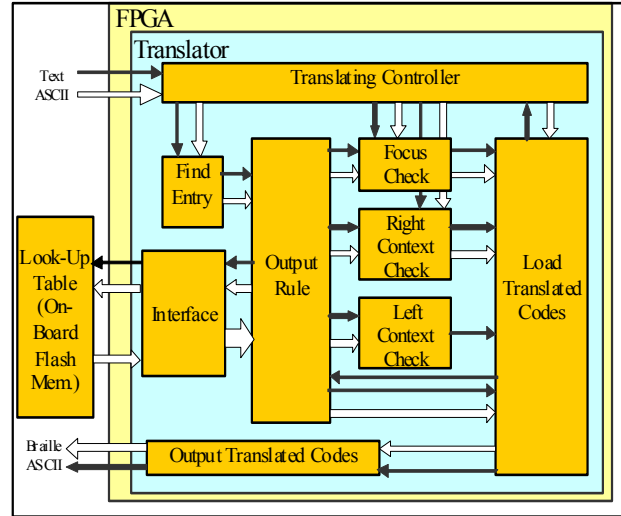 FPGA
Translator
Text
ASCII
Translating Controller
Find
Entry
Focus
Check
Right
Context
Check
Left
Context
Check
Output
Rule
Load
Translated
Codes
Look-Up
Table
(On-
Board
Flash
Mem.)
Interface
Braille
ASCII
Output Translated Codes